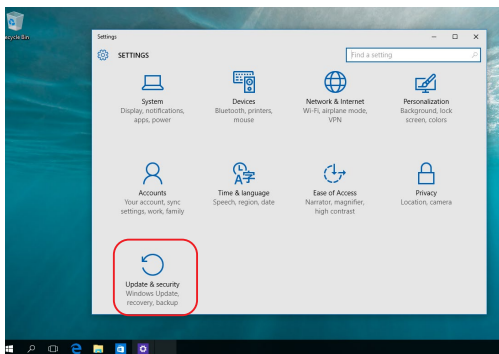 Recycle Bin
Settings
SETTINGS
Find a setting
System
Display, notifications,
apps, power
Devices
Bluetooth, printers,
mouse
Network & Internet
Wi-Fi, airplane mode,
VPN
Personalization
Background, lock
screen, colors
Accounts
Your account, sync
settings, work, family
Time & language
Speech, region, date
Ease of Access
Narrator, magnifier,
high contrast
Privacy
Location, camera
Update & security
Windows Update,
recovery, backup